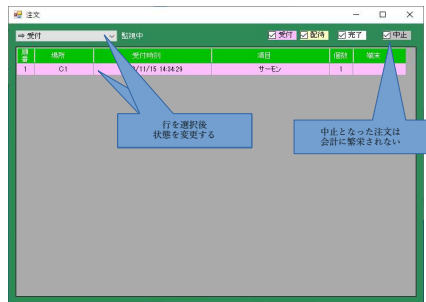 注文
⇒ 受付 監視中 受付 配待 完了 中止
順番 場所 受付時刻 項目 個数 端末
1 C1 /11/15 14:34:29 サーモン 1
行を選択後
状態を変更する
中止となった注文は
会計に繁栄されない